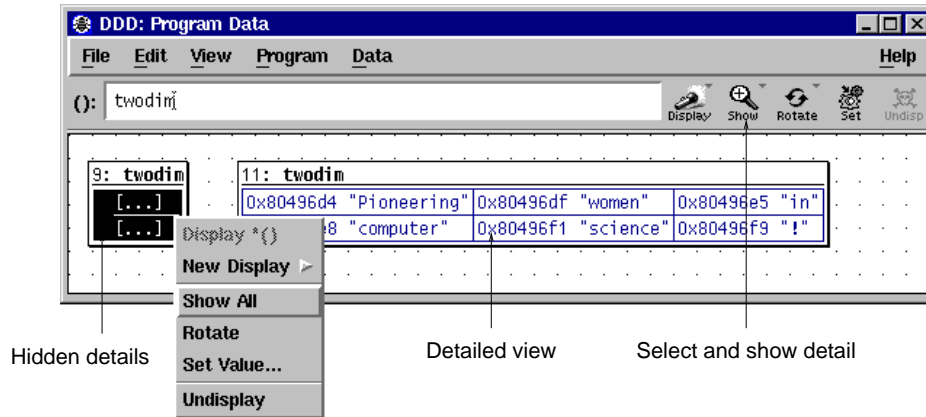 DDD: Program Data
File Edit View Program Data Help
(): twodim
Display Show Rotate Set Undisp
9: twodim
[...]
[...]
11: twodim
0x80496d4 "Pioneering" 0x80496df "women" 0x80496e5 "in"
e8 "computer" 0x80496f1 "science" 0x80496f9 "!"
Display *()
New Display
Show All
Rotate
Set Value...
Undisplay
Hidden details
Detailed view
Select and show detail